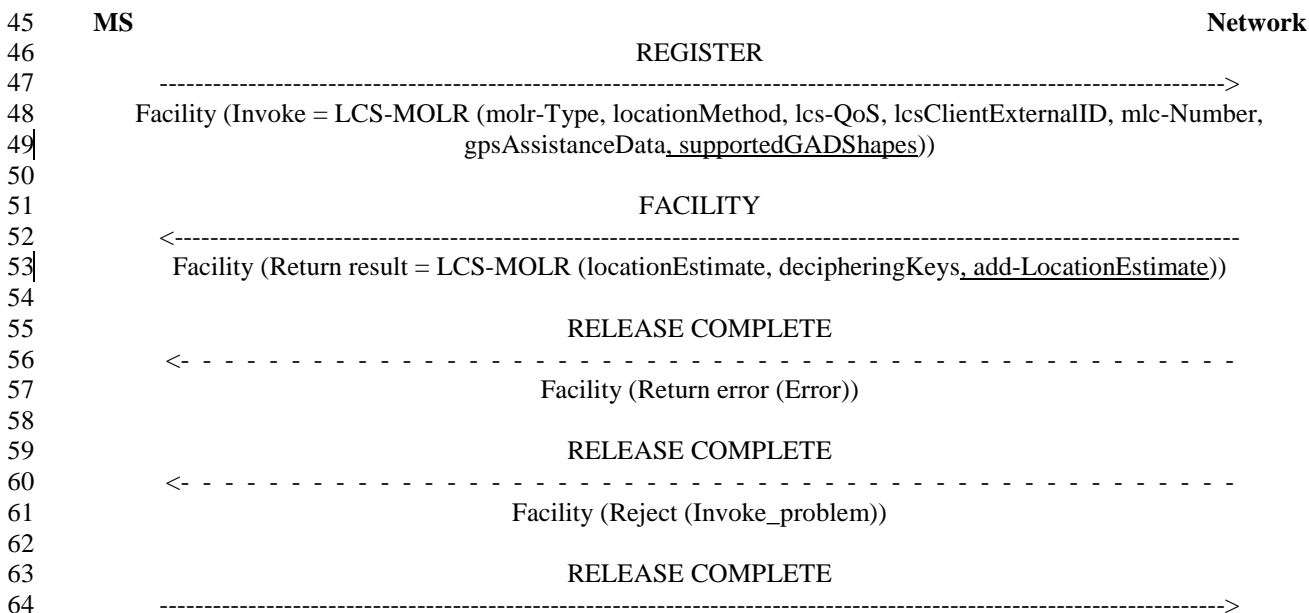 45 MS Network
46 REGISTER
47 ------------------------------------------------------------------------------------------------------------------------>
48 Facility (Invoke = LCS-MOLR (molr-Type, locationMethod, lcs-QoS, lcsClientExternalID, mlc-Number,
49 gpsAssistanceData, supportedGADShapes))
50
51 FACILITY
52 <------------------------------------------------------------------------------------------------------------------------
53 Facility (Return result = LCS-MOLR (locationEstimate, decipheringKeys, add-LocationEstimate))
54
55 RELEASE COMPLETE
56 <- - - - - - - - - - - - - - - - - - - - - - - - - - - - - - - - - - - - - - - - - - - - - - -
57 Facility (Return error (Error))
58
59 RELEASE COMPLETE
60 <- - - - - - - - - - - - - - - - - - - - - - - - - - - - - - - - - - - - - - - - - - - - - - -
61 Facility (Reject (Invoke_problem))
62
63 RELEASE COMPLETE
64 ------------------------------------------------------------------------------------------------------------------------>